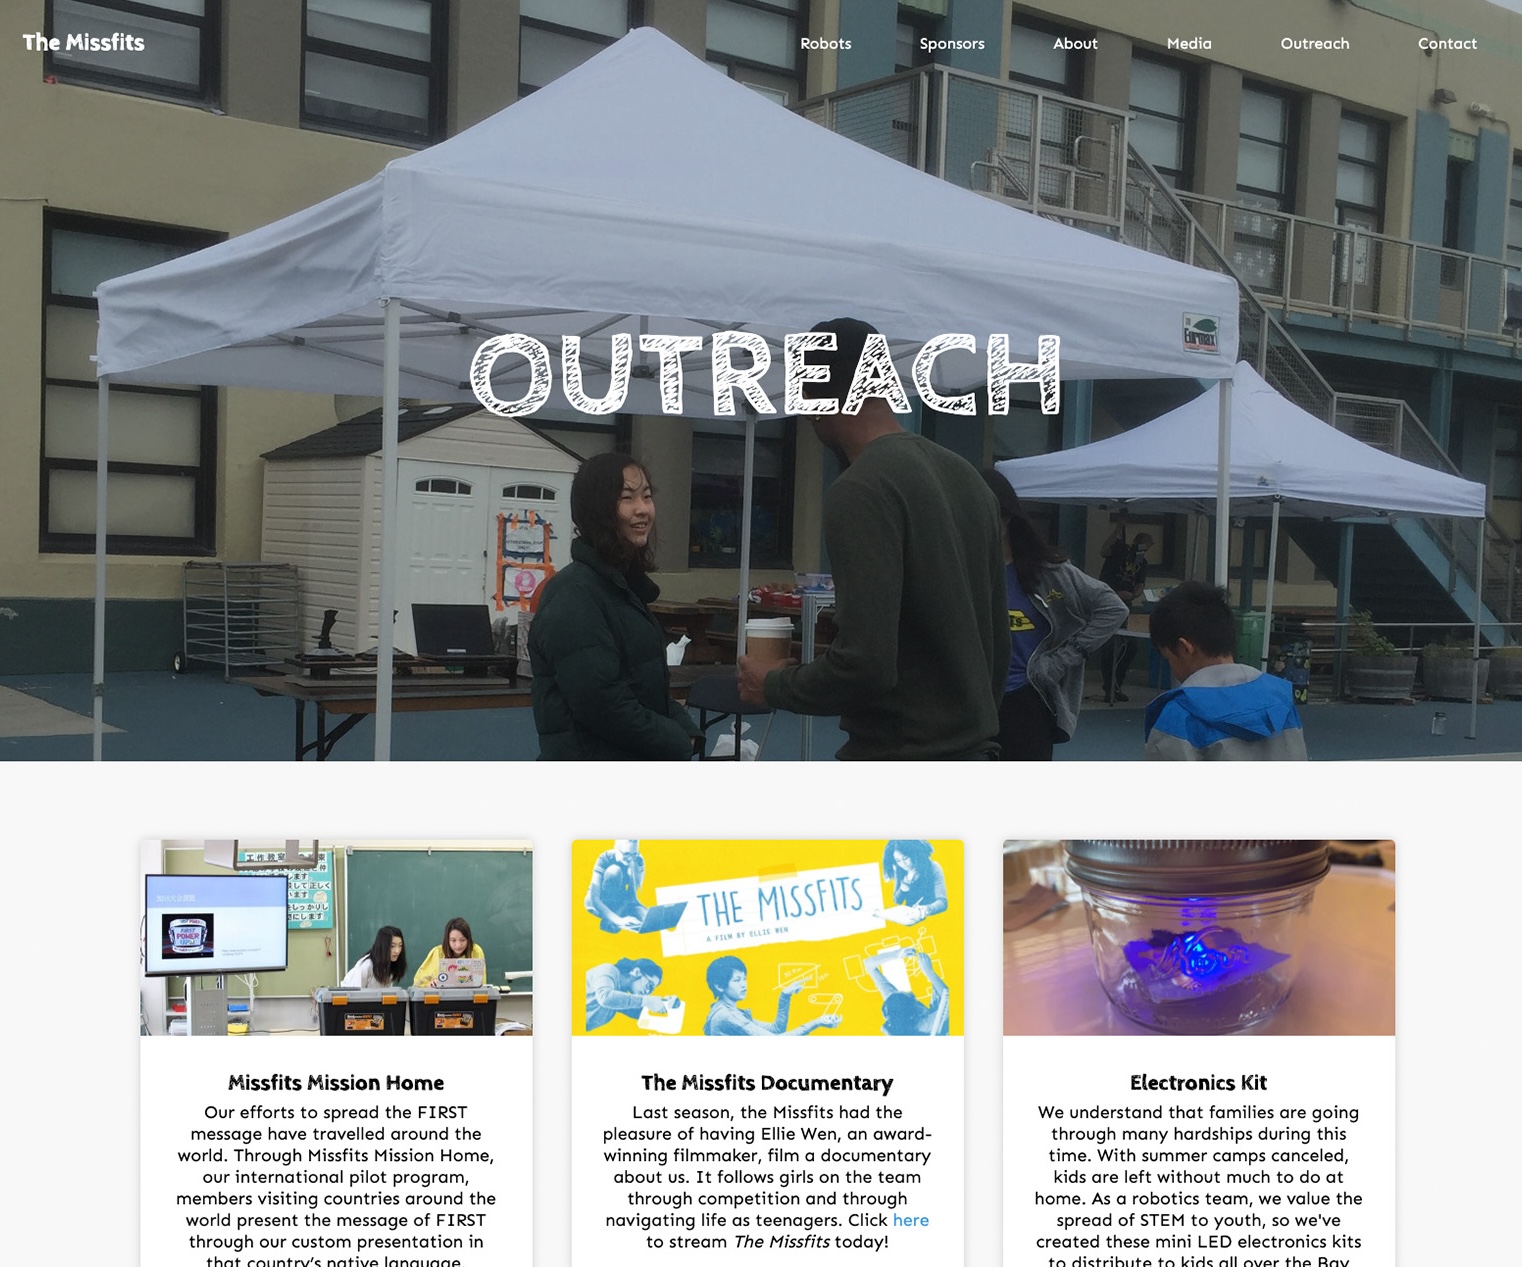 The Missfits
Robots
Sponsors
About
Media
Outreach
Contact
Eurmax
OUTREACH
FIRST
POWER
UP
THE MISSFITS
A FILM BY ELLIE WEN
Missfits Mission Home
Our efforts to spread the FIRST
message have travelled around the
world. Through Missfits Mission Home,
our international pilot program,
members visiting countries around the
world present the message of FIRST
through our custom presentation in
that country's native language.
The Missfits Documentary
Last season, the Missfits had the
pleasure of having Ellie Wen, an award-
winning filmmaker, film a documentary
about us. It follows girls on the team
through competition and through
navigating life as teenagers. Click here
to stream The Missfits today!
Electronics Kit
We understand that families are going
through many hardships during this
time. With summer camps canceled,
kids are left without much to do at
home. As a robotics team, we value the
spread of STEM to youth, so we've
created these mini LED electronics kits
to distribute to kids all over the Bay